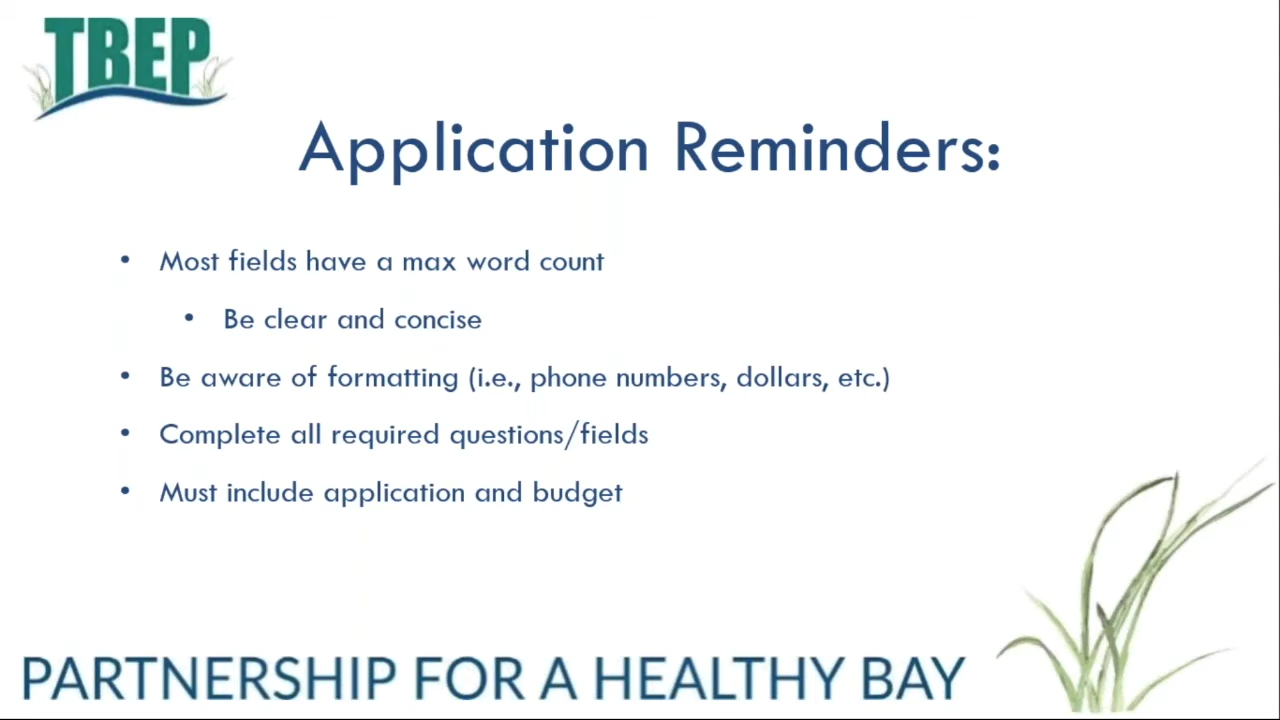 TBEP
Application Reminders:
• Most fields have a max word count
• Be clear and concise
• Be aware of formatting (i.e., phone numbers, dollars, etc.)
• Complete all required questions/fields
• Must include application and budget
PARTNERSHIP FOR A HEALTHY BAY